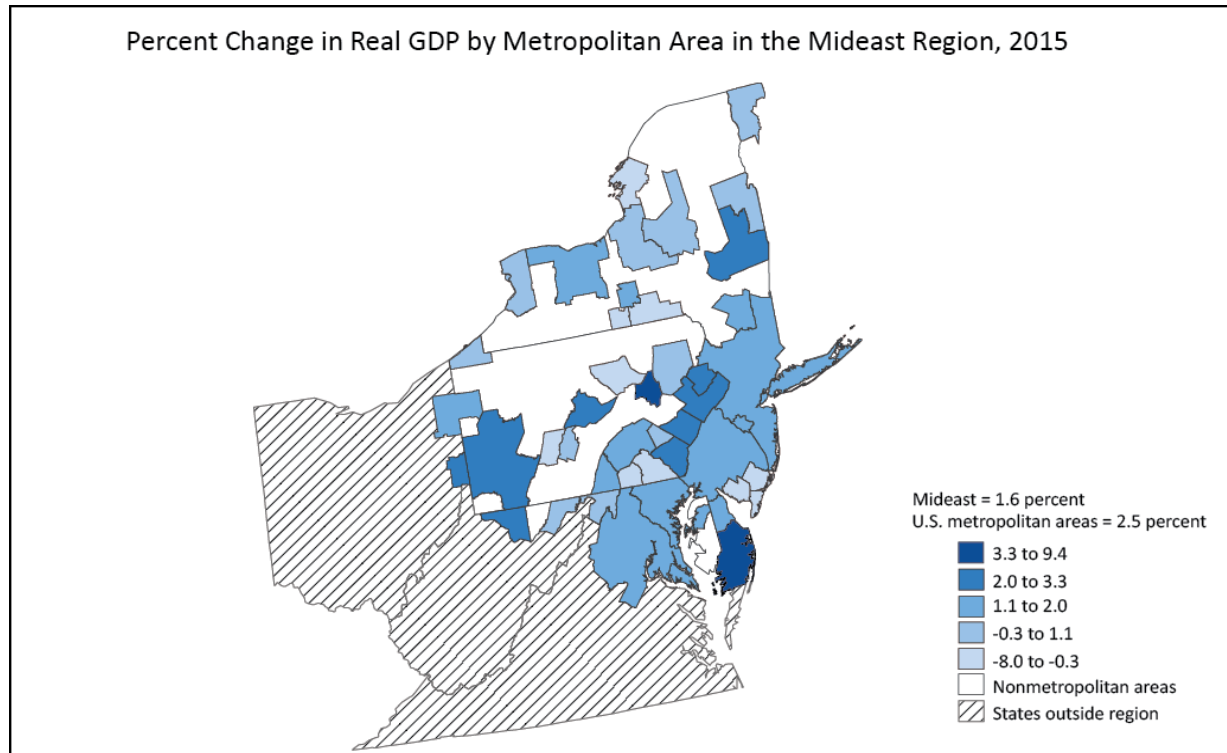 Percent Change in Real GDP by Metropolitan Area in the Mideast Region, 2015
Mideast = 1.6 percent
U.S. metropolitan areas = 2.5 percent
3.3 to 9.4
2.0 to 3.3
1.1 to 2.0
-0.3 to 1.1
-8.0 to -0.3
Nonmetropolitan areas
States outside region